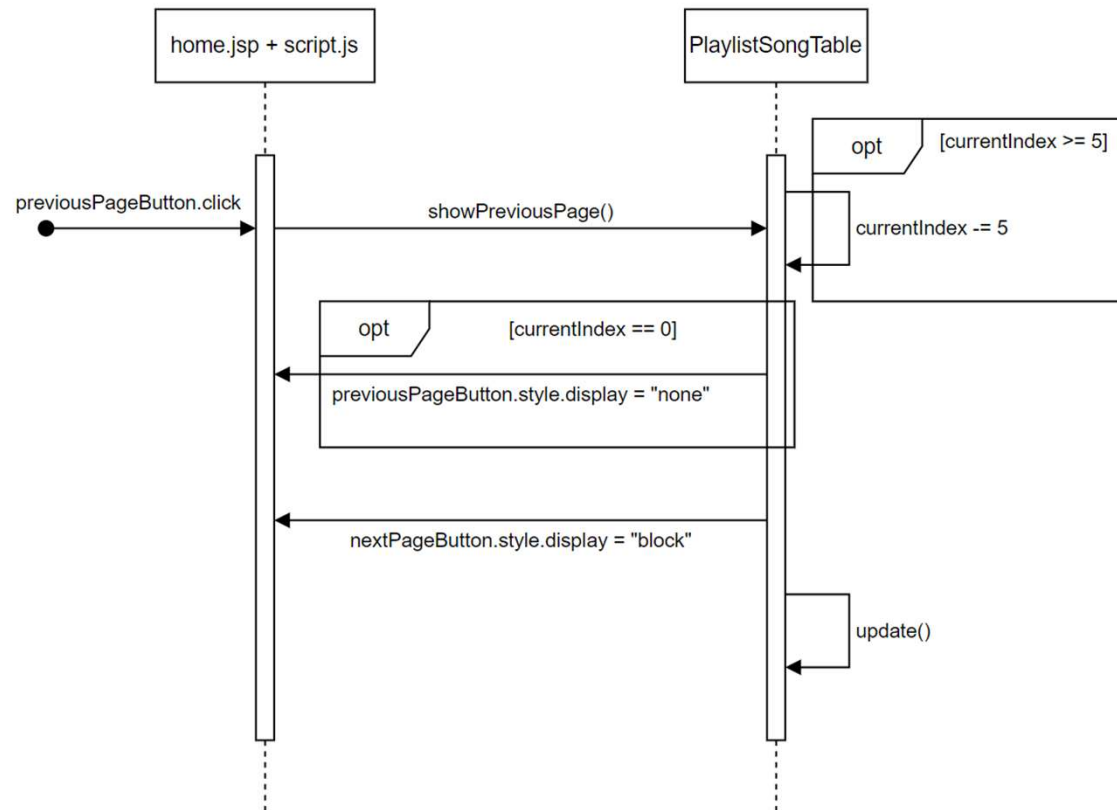 home.jsp + script.js
PlaylistSongTable
opt
[currentIndex >= 5]
previousPageButton.click
showPreviousPage()
currentIndex -= 5
opt
[currentIndex == 0]
previousPageButton.style.display = "none"
nextPageButton.style.display = "block"
update()